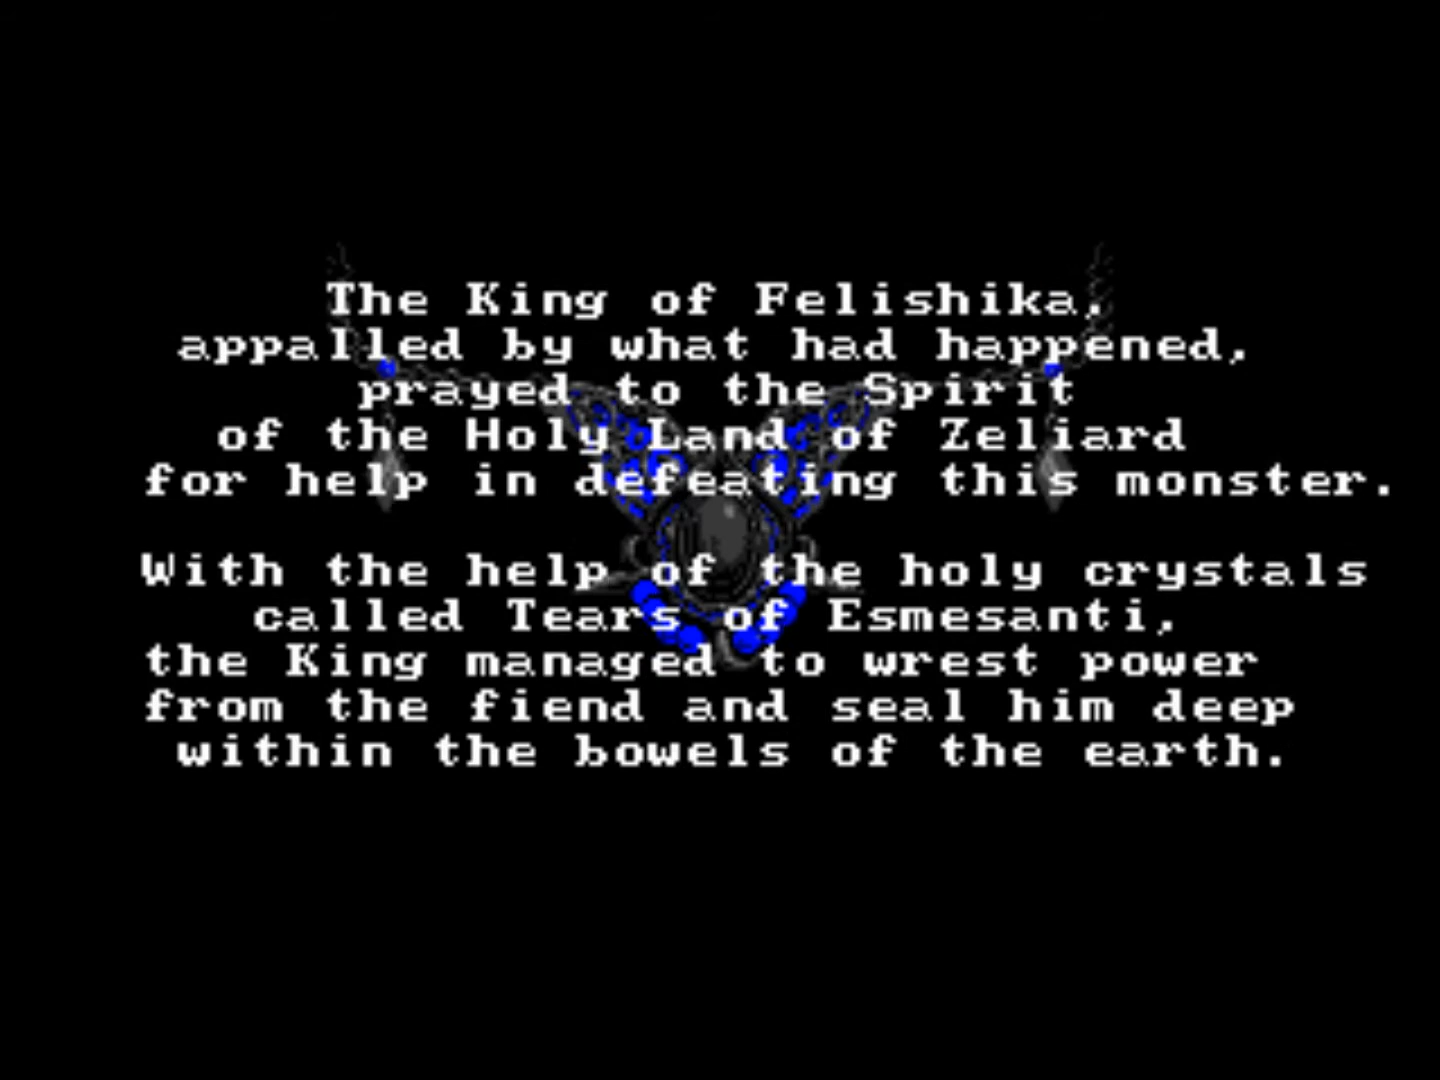 The King of Felishika,
appalled by what had happened,
prayed to the Spirit
of the Holy Land of Zeliard
for help in defeating this monster.
With the help of the holy crystals
called Tears of Esmesanti,
the King managed to wrest power
from the fiend and seal him deep
within the bowels of the earth.